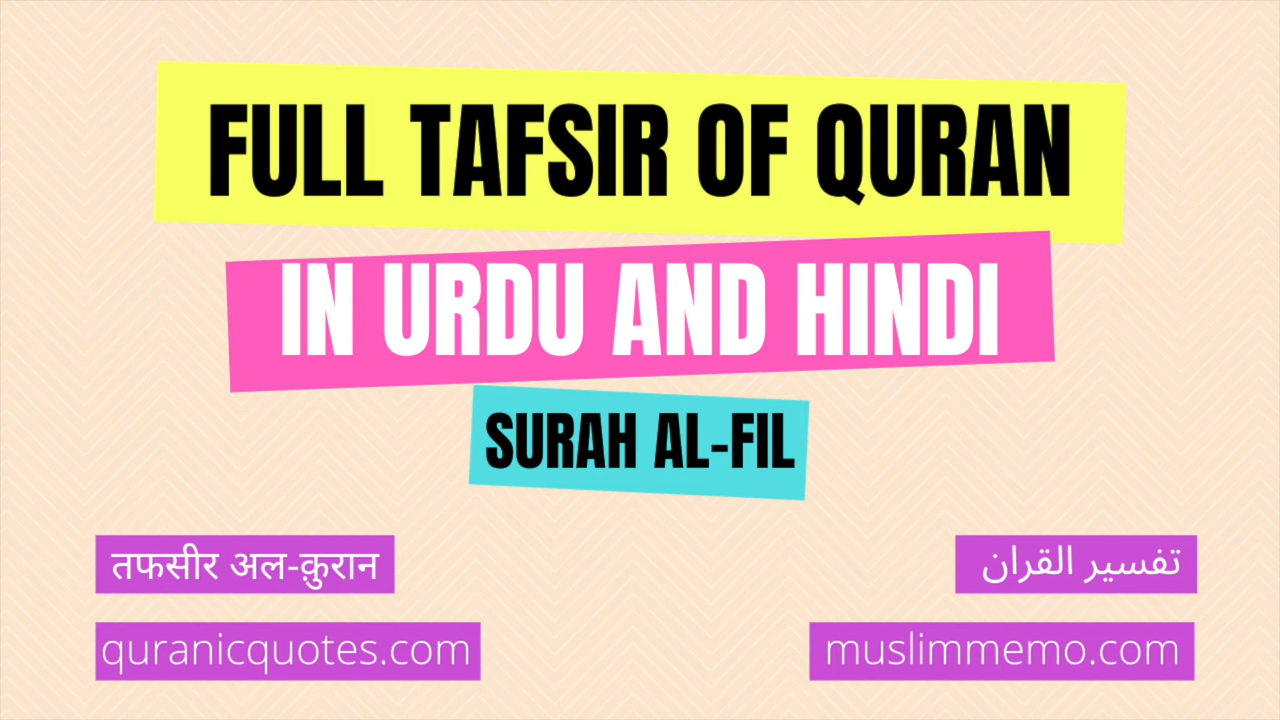 FULL TAFSIR OF QURAN
IN URDU AND HINDI
SURAH AL-FIL
तफसीर अल-क़ुरान
تفسير القران
quranicquotes.com
muslimmemo.com